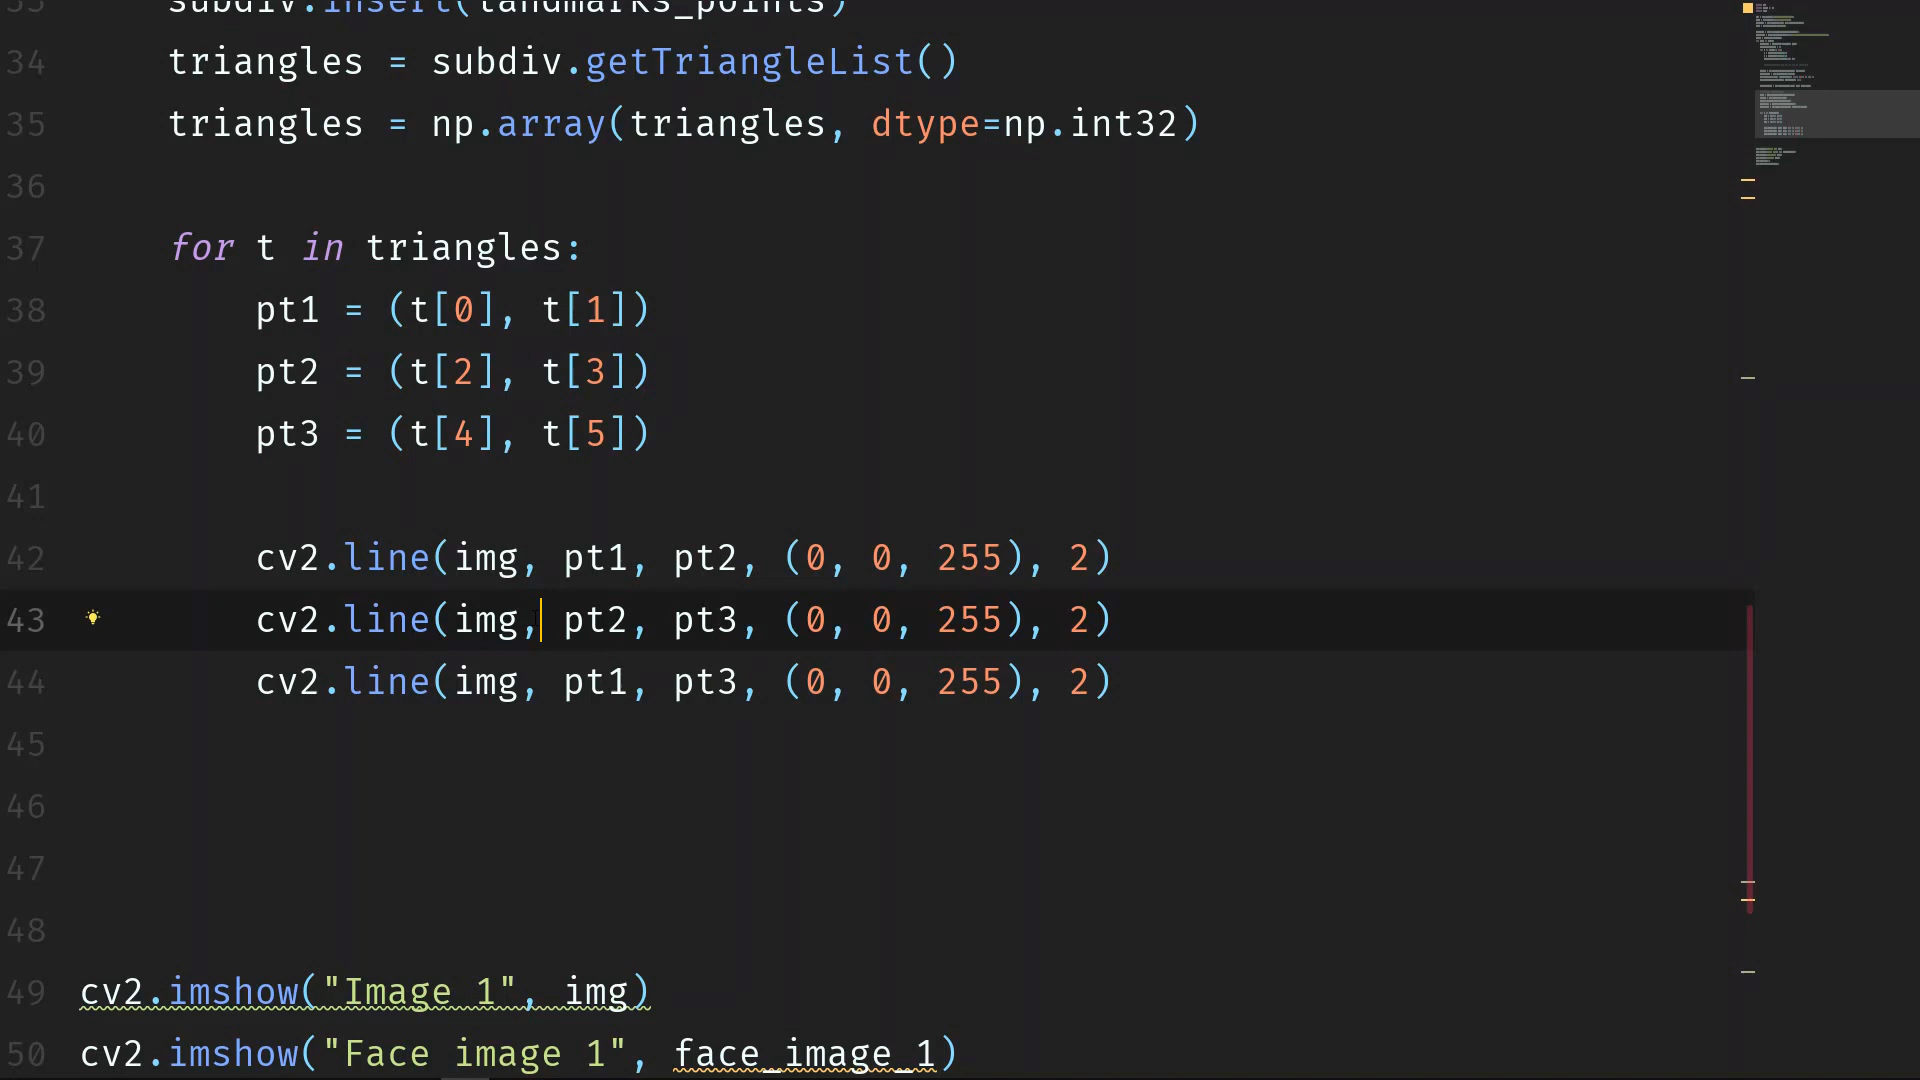 33 subdiv.insert(landmarks_points)
34 triangles = subdiv.getTriangleList()
35 triangles = np.array(triangles, dtype=np.int32)
36
37 for t in triangles:
38 pt1 = (t[0], t[1])
39 pt2 = (t[2], t[3])
40 pt3 = (t[4], t[5])
41
42 cv2.line(img, pt1, pt2, (0, 0, 255), 2)
43 cv2.line(img, pt2, pt3, (0, 0, 255), 2)
44 cv2.line(img, pt1, pt3, (0, 0, 255), 2)
45
46
47
48
49 cv2.imshow("Image 1", img)
50 cv2.imshow("Face image 1", face_image_1)